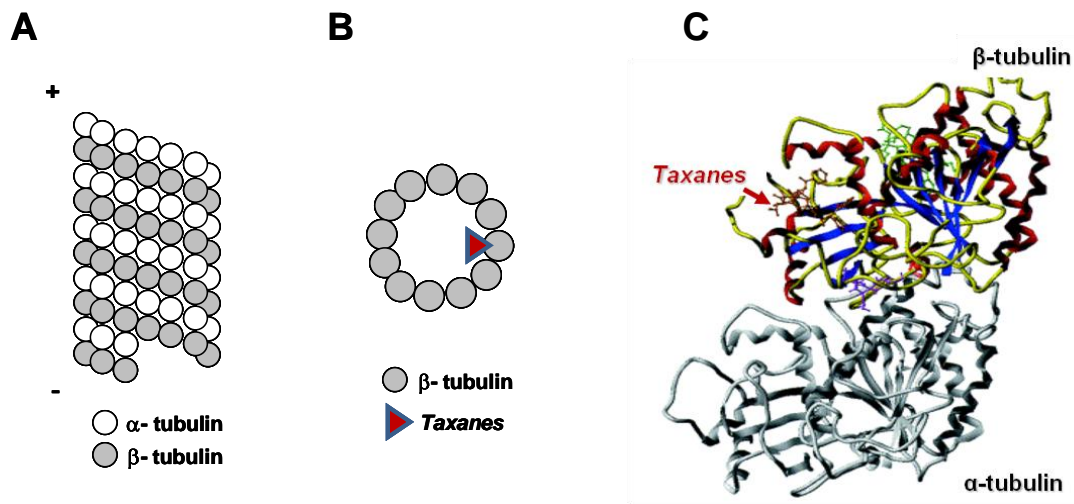 A
B
C
β-tubulin
+
Taxanes
-
β- tubulin
Taxanes
α- tubulin
β- tubulin
α-tubulin